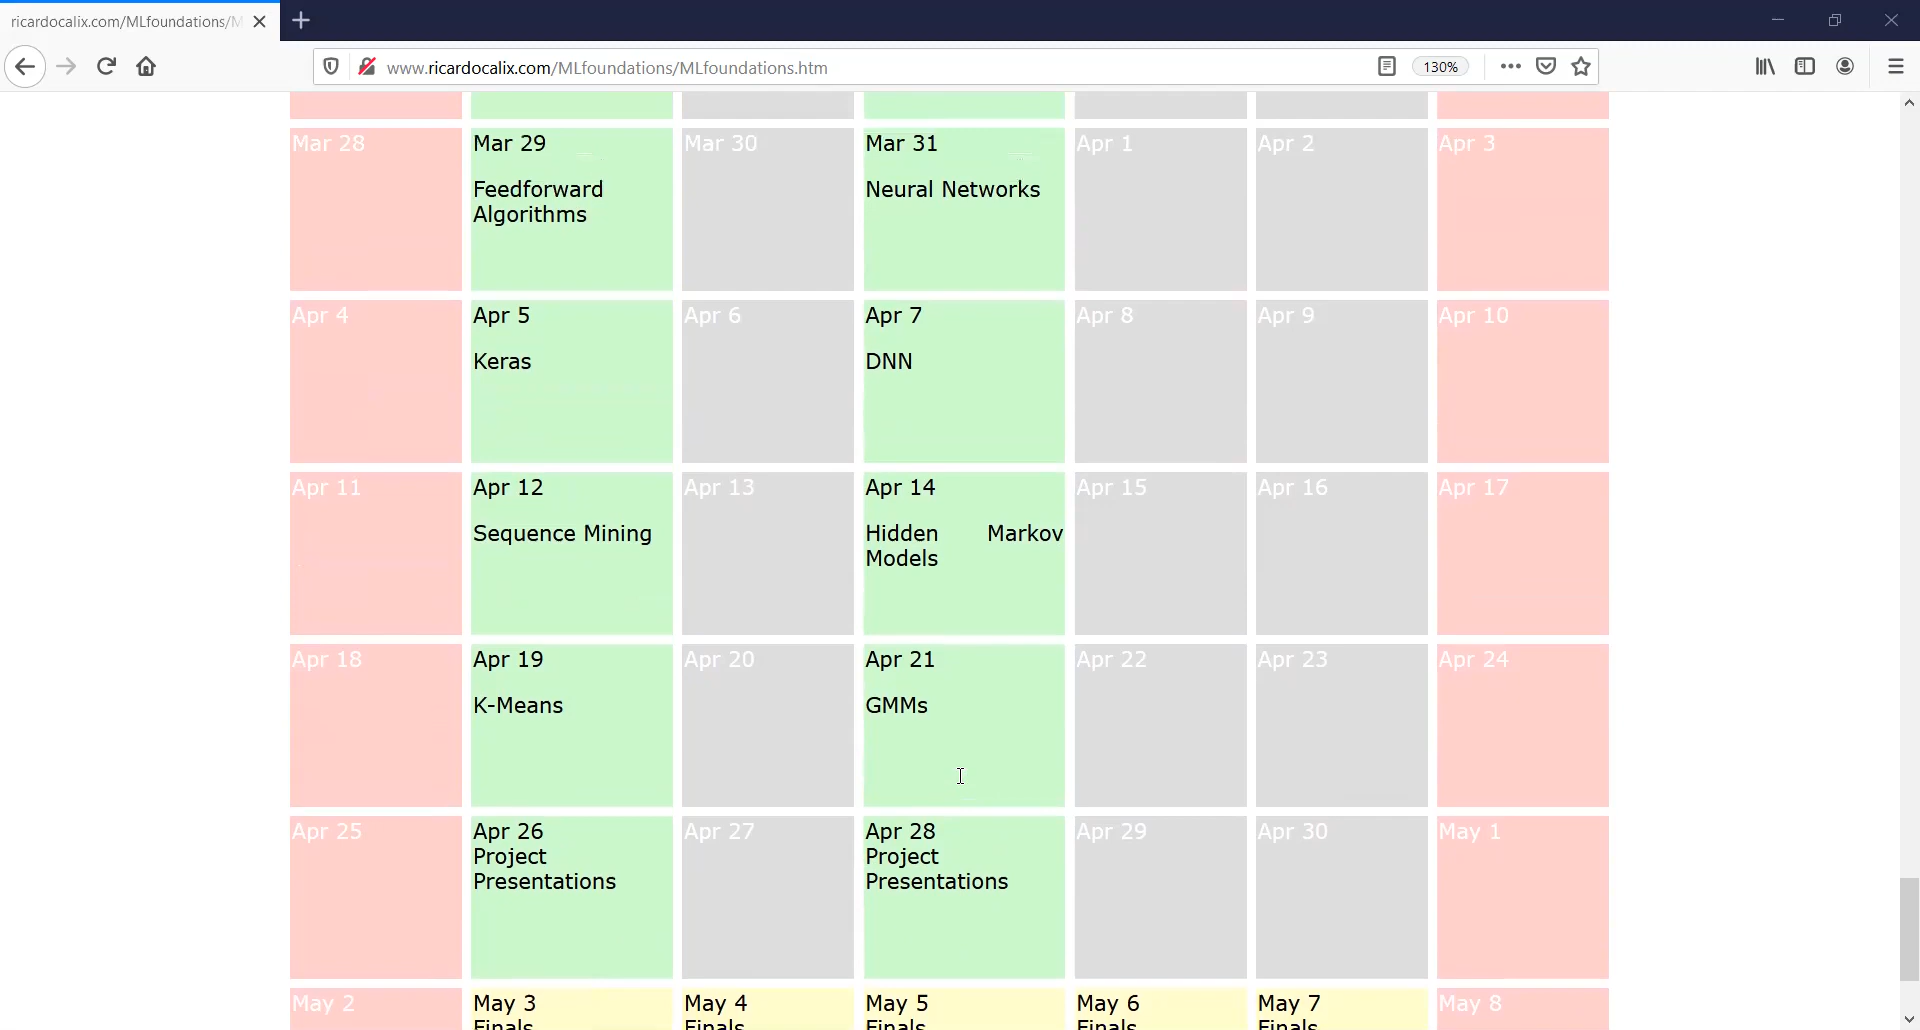 ricardocalix.com/MLfoundations/M
www.ricardocalix.com/MLfoundations/MLfoundations.htm
130%
Mar 28
Mar 29
Feedforward
Algorithms
Mar 30
Mar 31
Neural Networks
Apr 1
Apr 2
Apr 3
Apr 4
Apr 5
Keras
Apr 6
Apr 7
DNN
Apr 8
Apr 9
Apr 10
Apr 11
Apr 12
Sequence Mining
Apr 13
Apr 14
Hidden Markov
Models
Apr 15
Apr 16
Apr 17
Apr 18
Apr 19
K-Means
Apr 20
Apr 21
GMMs
Apr 22
Apr 23
Apr 24
Apr 25
Apr 26
Project
Presentations
Apr 27
Apr 28
Project
Presentations
Apr 29
Apr 30
May 1
May 2
May 3
Finals
May 4
Finals
May 5
Finals
May 6
Finals
May 7
Finals
May 8